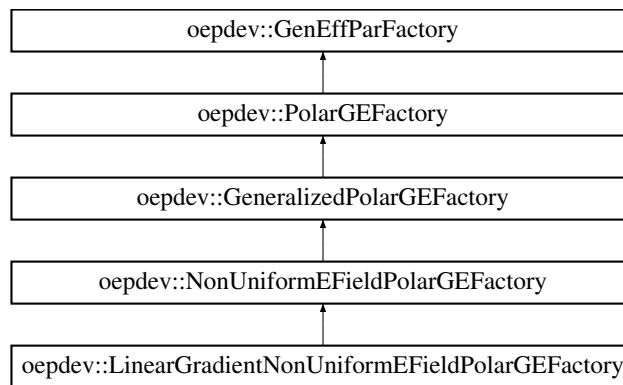 oepdev::GenEffParFactory
oepdev::PolarGEFactory
oepdev::GeneralizedPolarGEFactory
oepdev::NonUniformEFieldPolarGEFactory
oepdev::LinearGradientNonUniformEFieldPolarGEFactory